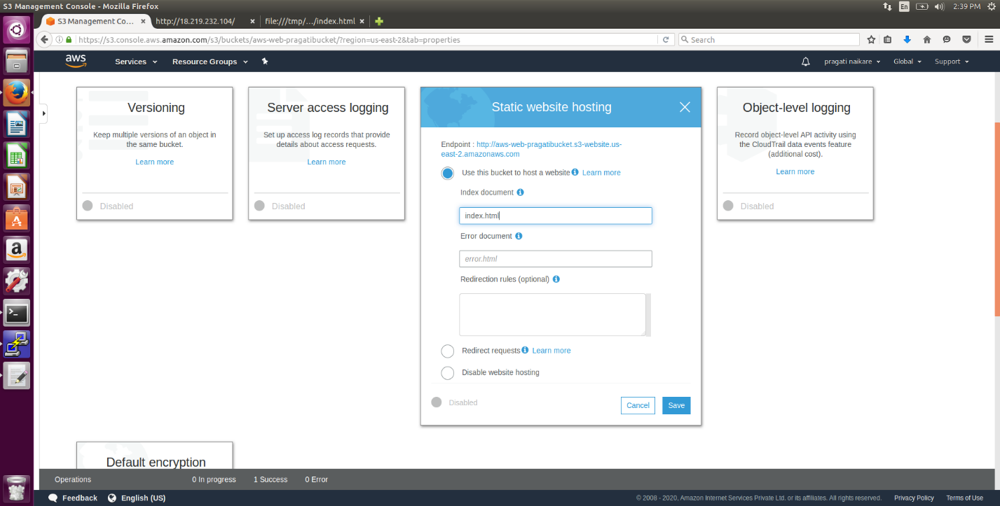 S3 Management Console - Mozilla Firefox
En
2:39 PM
S3 Management Co... ×
http://18.219.232.104/ ×
file:///tmp/.../index.html ×
https://s3.console.aws.amazon.com/s3/buckets/aws-web-pragatibucket/?region=us-east-2&tab=properties
Search
aws
Services
Resource Groups
pragati naikare
Global
Support
Versioning
Keep multiple versions of an object in
the same bucket.
Learn more
Disabled
Server access logging
Set up access log records that provide
details about access requests.
Learn more
Disabled
Static website hosting
Endpoint : http://aws-web-pragatibucket.s3-website.us-
east-2.amazonaws.com
Use this bucket to host a website Learn more
Index document
index.html
Error document
error.html
Redirection rules (optional)
Redirect requests Learn more
Disable website hosting
Disabled
Cancel
Save
Object-level logging
Record object-level API activity using
the CloudTrail data events feature
(additional cost).
Learn more
Disabled
Default encryption
Operations
0 In progress
1 Success
0 Error
Feedback
English (US)
© 2008 - 2020, Amazon Internet Services Private Ltd. or its affiliates. All rights reserved.
Privacy Policy
Terms of Use